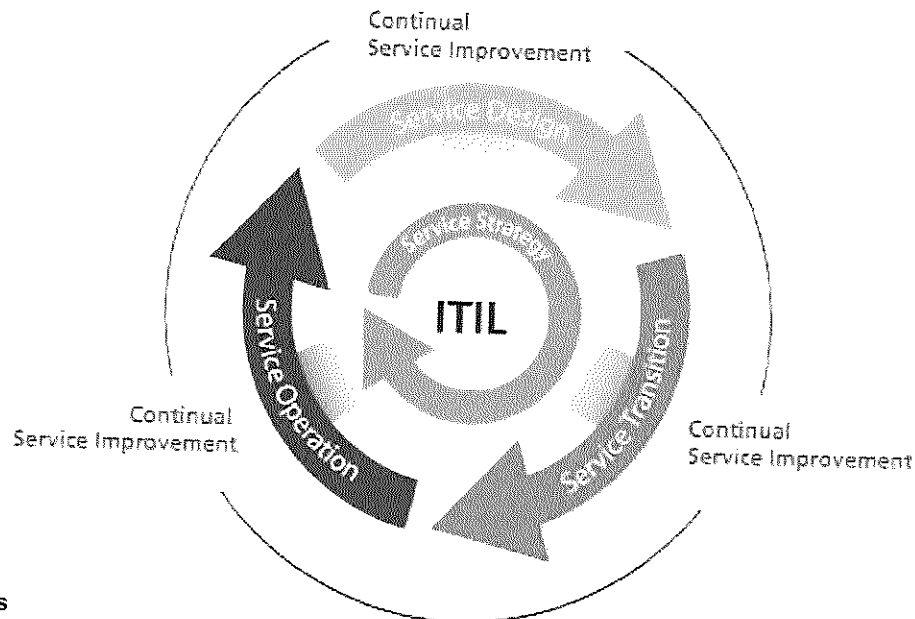 Continual
Service Improvement
Service Design
Service Strategy
ITIL
Service Operation
Service Transition
Continual
Service Improvement
Continual
Service Improvement
s